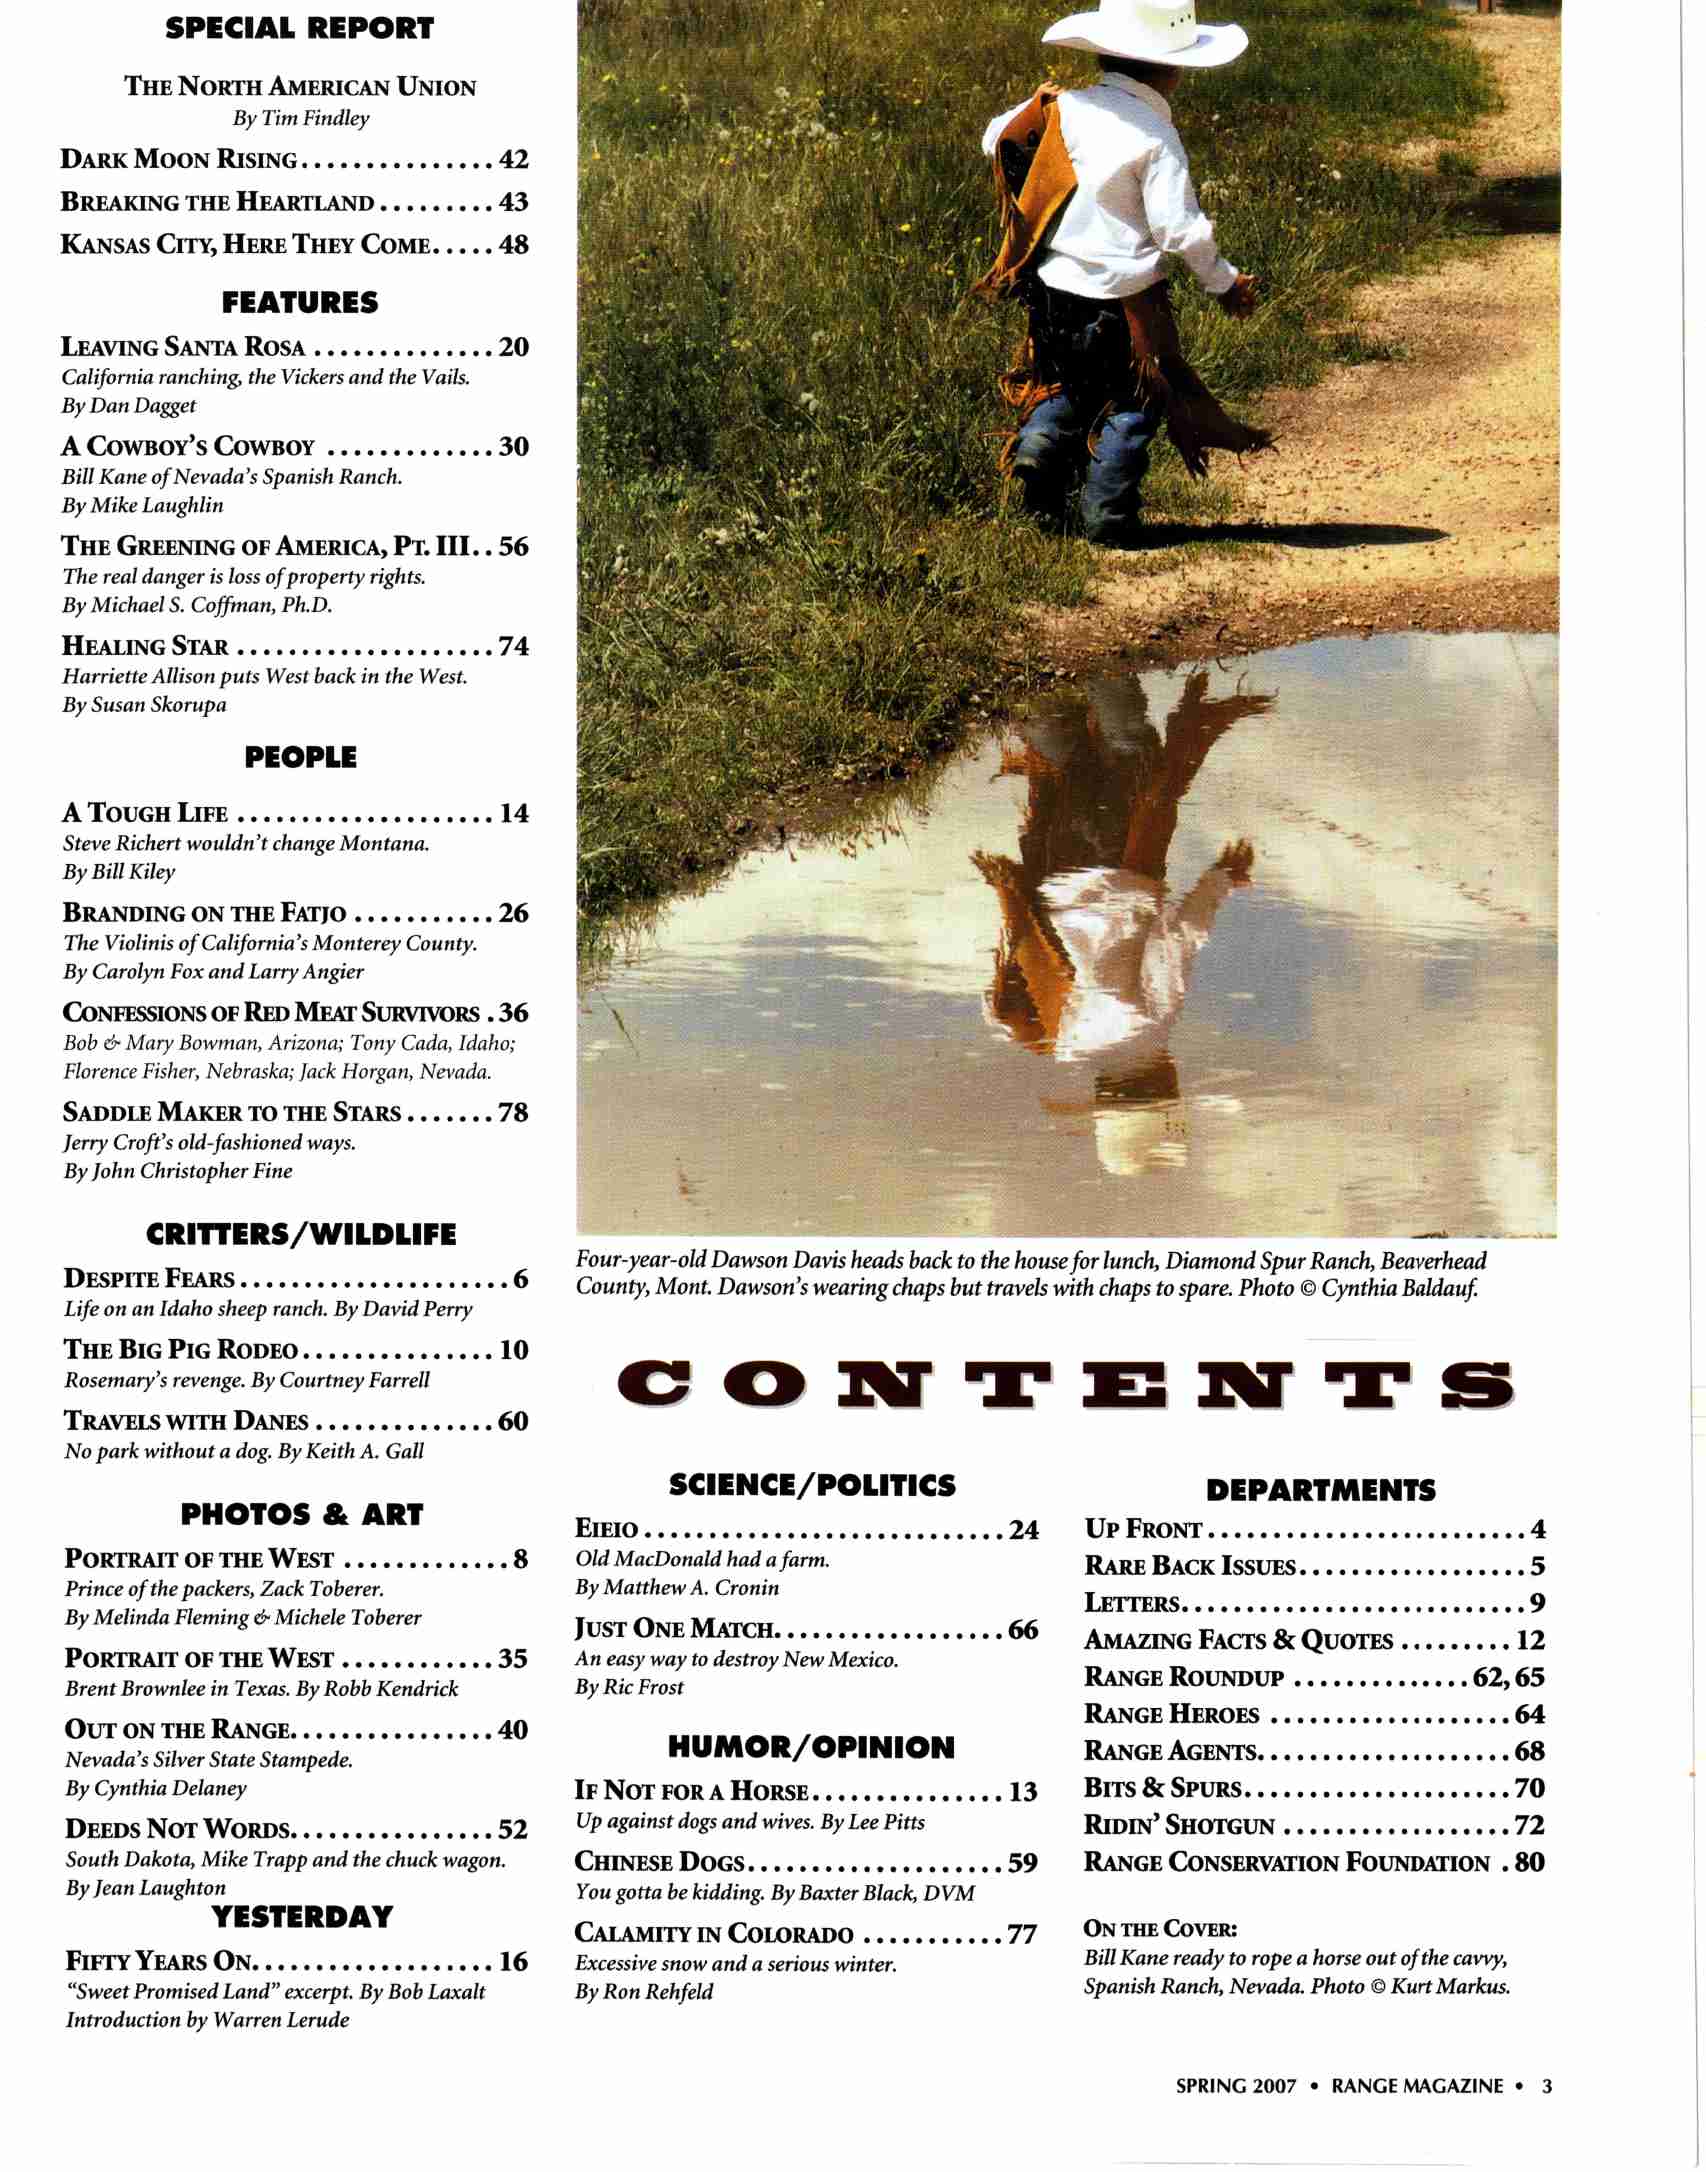 SPECIAL REPORT
THE NORTH AMERICAN UNION
By Tim Findley
DARK MOON RISING............... 42
BREAKING THE HEARTLAND......... 43
KANSAS CITY, HERE THEY COME..... 48
FEATURES
LEAVING SANTA ROSA .............. 20
California ranching, the Vickers and the Vails.
By Dan Dagget
A COWBOY'S COWBOY ............. 30
Bill Kane of Nevada's Spanish Ranch.
By Mike Laughlin
THE GREENING OF AMERICA, PT. III.. 56
The real danger is loss of property rights.
By Michael S. Coffman, Ph.D.
HEALING STAR .................... 74
Harriette Allison puts West back in the West.
By Susan Skorupa
PEOPLE
A TOUGH LIFE .................... 14
Steve Richert wouldn't change Montana.
By Bill Kiley
BRANDING ON THE FATJO ........... 26
The Violinis of California's Monterey County.
By Carolyn Fox and Larry Angier
CONFESSIONS OF RED MEAT SURVIVORS . 36
Bob & Mary Bowman, Arizona; Tony Cada, Idaho;
Florence Fisher, Nebraska; Jack Horgan, Nevada.
SADDLE MAKER TO THE STARS....... 78
Jerry Croft's old-fashioned ways.
By John Christopher Fine
CRITTERS/WILDLIFE
DESPITE FEARS..................... 6
Life on an Idaho sheep ranch. By David Perry
THE BIG PIG RODEO............... 10
Rosemary's revenge. By Courtney Farrell
TRAVELS WITH DANES .............. 60
No park without a dog. By Keith A. Gall
PHOTOS & ART
PORTRAIT OF THE WEST ............. 8
Prince of the packers, Zack Toberer.
By Melinda Fleming & Michele Toberer
PORTRAIT OF THE WEST ............ 35
Brent Brownlee in Texas. By Robb Kendrick
OUT ON THE RANGE................ 40
Nevada's Silver State Stampede.
By Cynthia Delaney
DEEDS NOT WORDS................ 52
South Dakota, Mike Trapp and the chuck wagon.
By Jean Laughton
YESTERDAY
FIFTY YEARS ON................... 16
"Sweet Promised Land" excerpt. By Bob Laxalt
Introduction by Warren Lerude
Four-year-old Dawson Davis heads back to the house for lunch, Diamond Spur Ranch, Beaverhead
County, Mont. Dawson's wearing chaps but travels with chaps to spare. Photo © Cynthia Baldauf.
CONTENTS
SCIENCE/POLITICS
EIEIO............................ 24
Old MacDonald had a farm.
By Matthew A. Cronin
JUST ONE MATCH.................. 66
An easy way to destroy New Mexico.
By Ric Frost
HUMOR/OPINION
IF NOT FOR A HORSE............... 13
Up against dogs and wives. By Lee Pitts
CHINESE DOGS.................... 59
You gotta be kidding. By Baxter Black, DVM
CALAMITY IN COLORADO ........... 77
Excessive snow and a serious winter.
By Ron Rehfeld
DEPARTMENTS
UP FRONT......................... 4
RARE BACK ISSUES.................. 5
LETTERS........................... 9
AMAZING FACTS & QUOTES ......... 12
RANGE ROUNDUP .............. 62, 65
RANGE HEROES ................... 64
RANGE AGENTS.................... 68
BITS & SPURS..................... 70
RIDIN' SHOTGUN .................. 72
RANGE CONSERVATION FOUNDATION . 80
ON THE COVER:
Bill Kane ready to rope a horse out of the cavvy,
Spanish Ranch, Nevada. Photo © Kurt Markus.
SPRING 2007 • RANGE MAGAZINE • 3